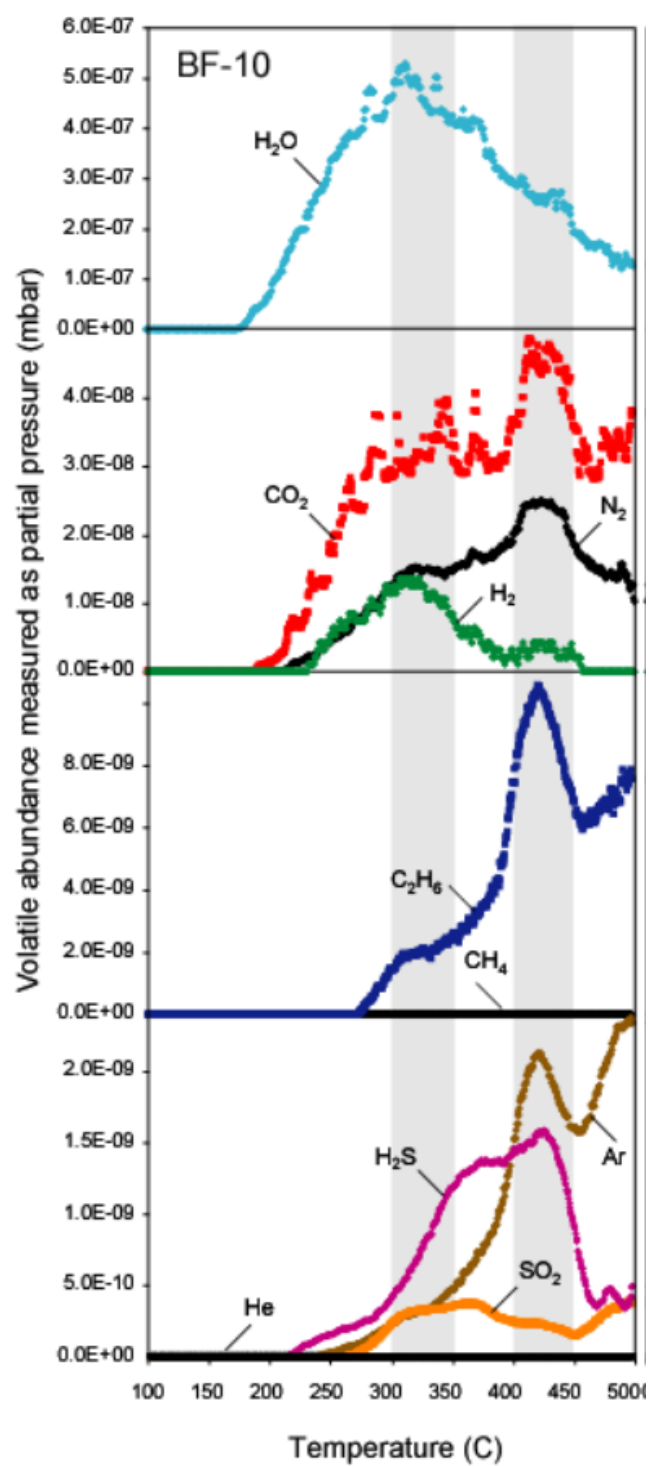 6.0E-07
BF-10
5.0E-07
4.0E-07
H₂O
3.0E-07
2.0E-07
1.0E-07
0.0E+00
4.0E-08
3.0E-08
CO₂
N₂
2.0E-08
1.0E-08
H₂
0.0E+00
8.0E-09
6.0E-09
C₂H₆
4.0E-09
CH₄
2.0E-09
0.0E+00
2.0E-09
1.5E-09
H₂S
Ar
1.0E-09
SO₂
5.0E-10
He
0.0E+00
100 150 200 250 300 350 400 450 5000
Temperature (C)
Volatile abundance measured as partial pressure (mbar)